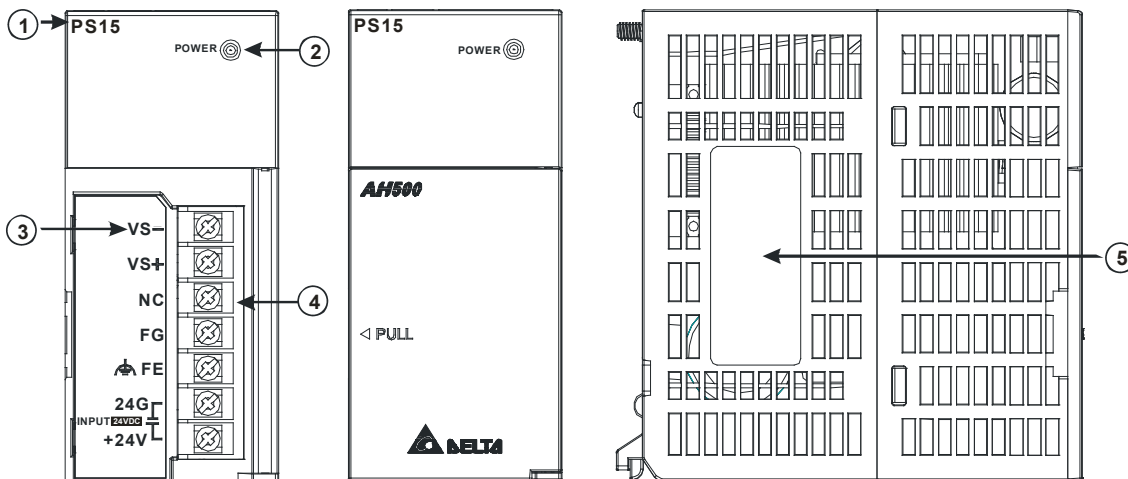 1
PS15
POWER
2
3
VS−
VS+
NC
4
FG
FE
24G
INPUT 24VDC
+24V
PS15
POWER
AH500
◁ PULL
DELTA
5